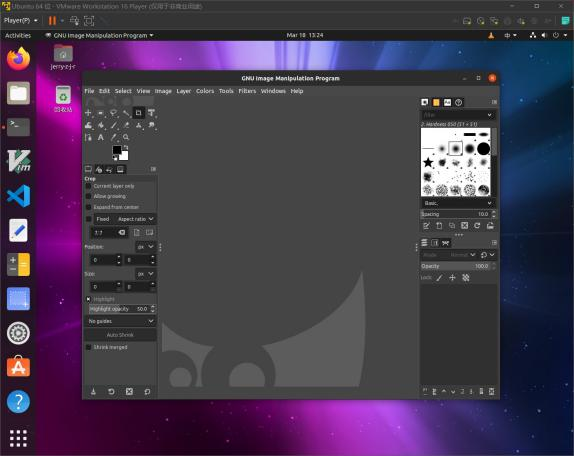 Ubuntu 64 位 - VMware Workstation 16 Player (仅用于非商业用途)
Player(P)
Activities
GNU Image Manipulation Program
Mar 18 13:24
中
jerry-z-j-r
回收站
GNU Image Manipulation Program
File Edit Select View Image Layer Colors Tools Filters Windows Help
Filter
2. Hardness 050 (51 × 51)
Crop
Current layer only
Allow growing
Expand from center
Fixed Aspect ratio
1:1
Position: px
0 0
Size: px
0 0
Highlight
Highlight opacity 50.0
No guides
Auto Shrink
Shrink merged
Basic,
Spacing 10.0
Mode Normal
Opacity 100.0
Lock: